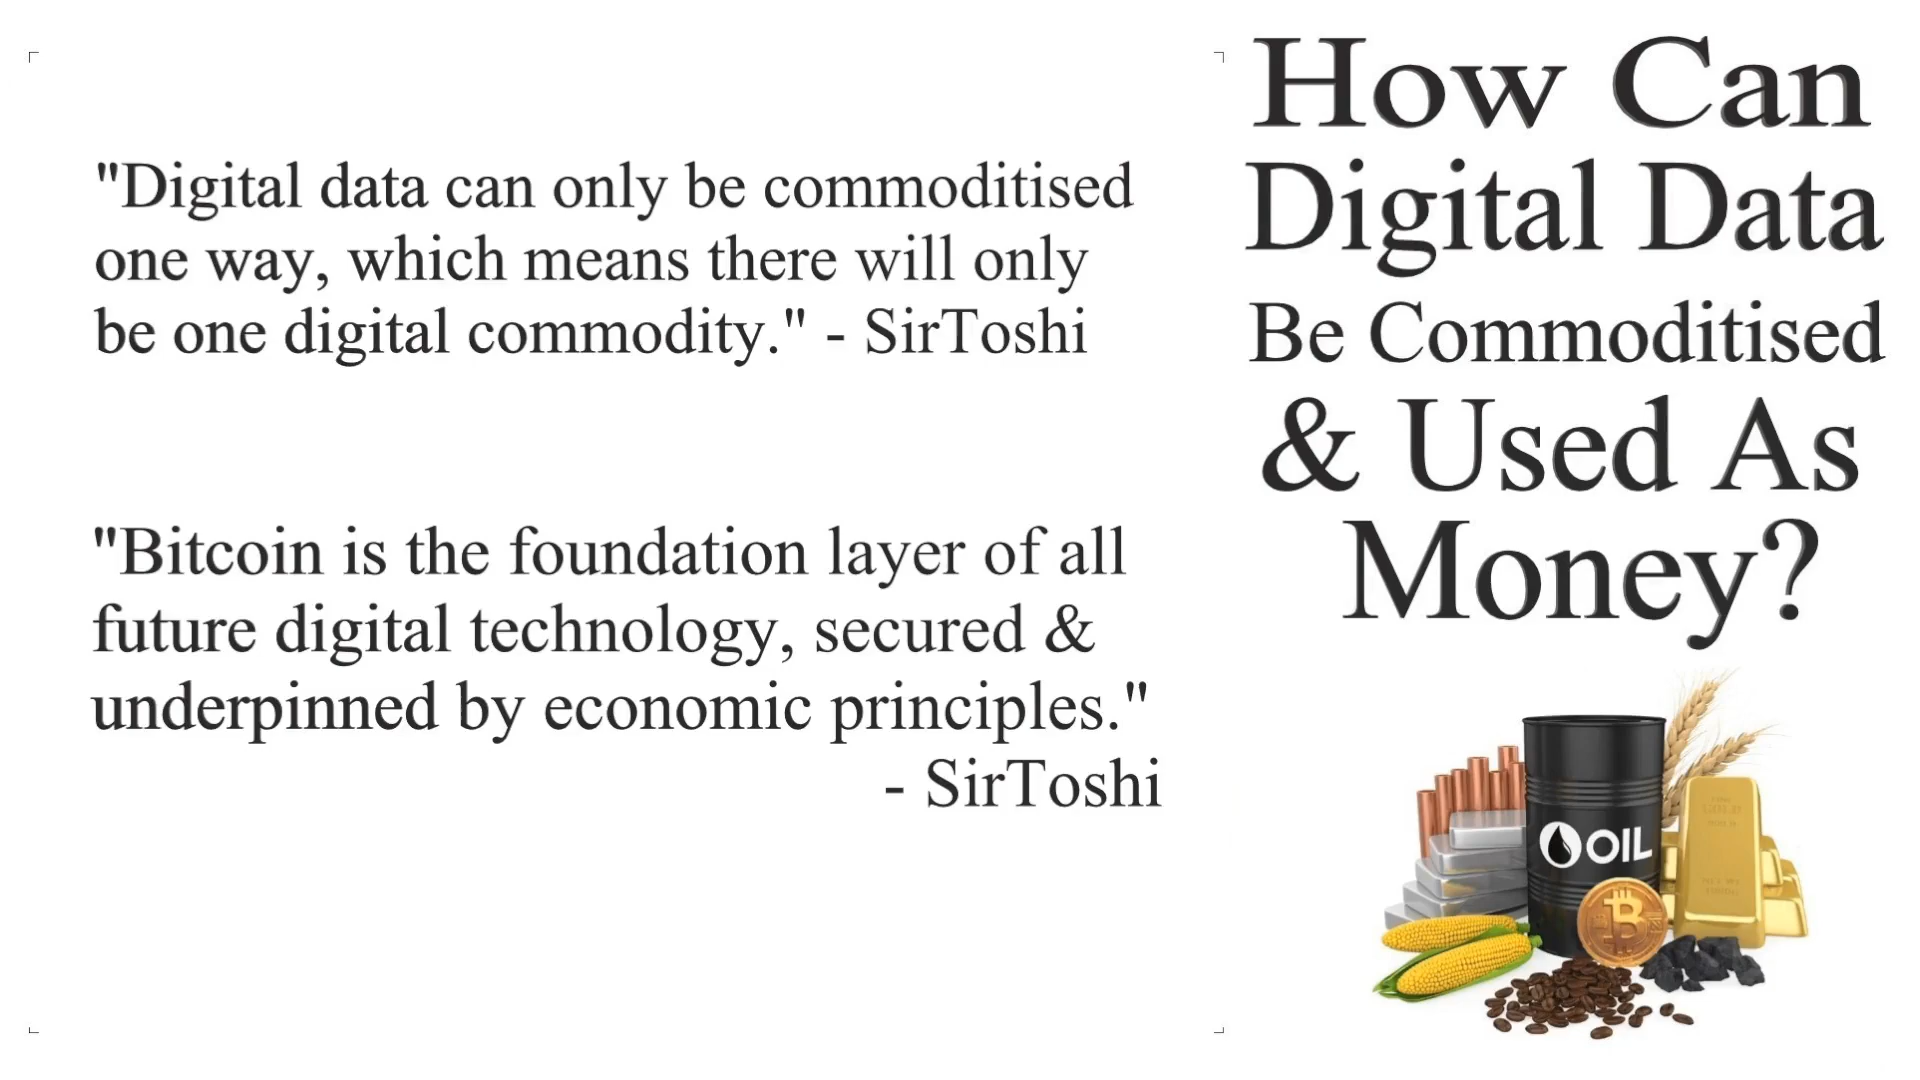 "Digital data can only be commoditised
one way, which means there will only
be one digital commodity." - SirToshi
"Bitcoin is the foundation layer of all
future digital technology, secured &
underpinned by economic principles."
- SirToshi
How Can
Digital Data
Be Commoditised
& Used As
Money?
OIL